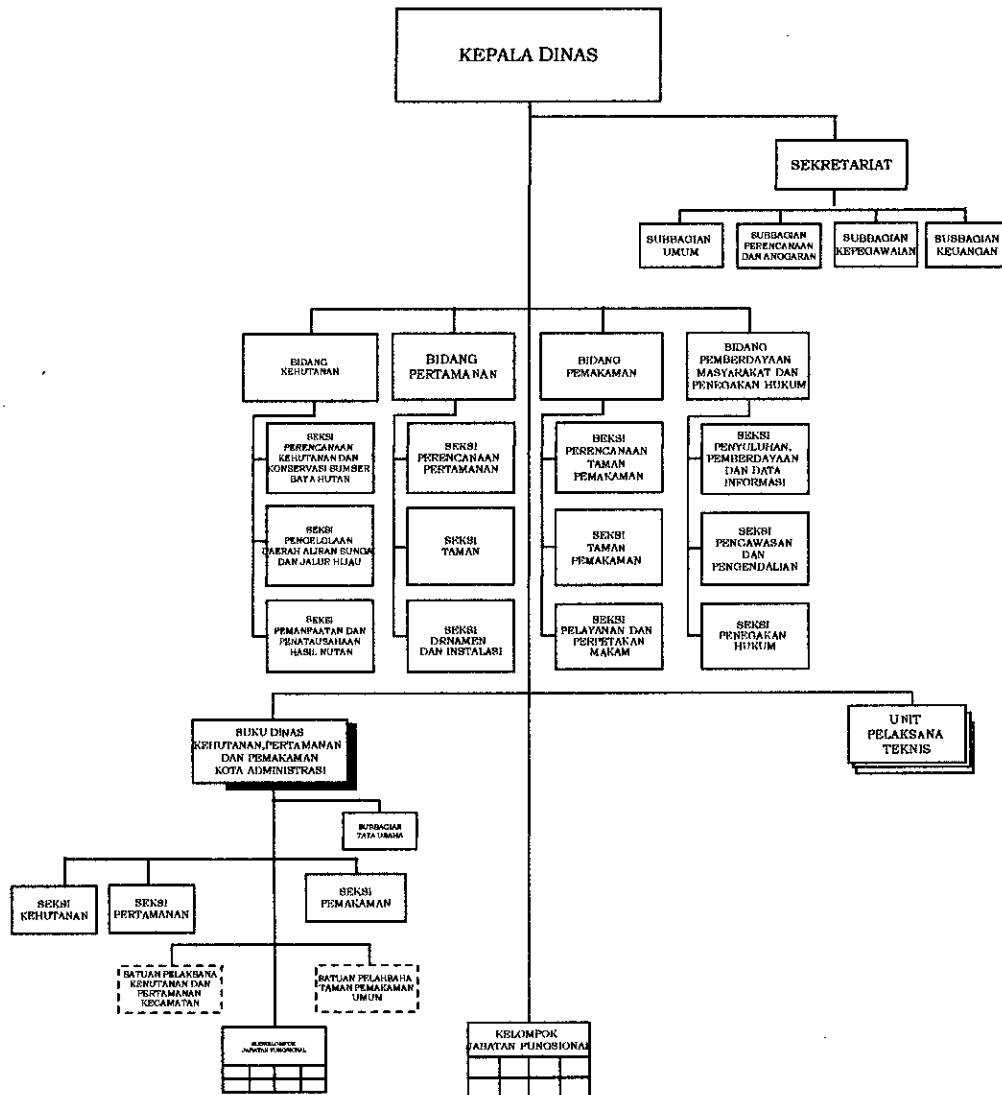 KEPALA DINAS
SEKRETARIAT
SUBBAGIAN
UMUM
SUBBAGIAN
PERENCANAAN
DAN ANGGARAN
SUBBAGIAN
KEPEGAWAIAN
SUSBAGIAN
KEUANGAN
BIDANG
KEHUTANAN
BIDANG
PERTAMANAN
BIDANG
PEMAKAMAN
BIDANG
PEMBERDAYAAN
MASYARAKAT DAN
PENEGAKAN HUKUM
SEKSI
PERENCANAAN
KEHUTANAN DAN
KONSERVASI SUMBER
DAYA HUTAN
SEKSI
PENGELOLAAN
DAERAH ALIRAN SUNGAI
DAN JALUR HIJAU
SEKSI
PEMANFAATAN DAN
PENATAUSAHAAN
HASIL HUTAN
SEKSI
PERENCANAAN
PERTAMANAN
SEKSI
TAMAN
SEKSI
ORNAMEN
DAN INSTALASI
SEKSI
PERENCANAAN
TAMAN
PEMAKAMAN
SEKSI
TAMAN
PEMAKAMAN
SEKSI
PELAYANAN DAN
PERPETAKAN
MAKAM
SEKSI
PENYULUHAN,
PEMBERDAYAAN
DAN DATA
INFORMASI
SEKSI
PENGAWASAN
DAN
PENGENDALIAN
SEKSI
PENEGAKAN
HUKUM
SUKU DINAS
KEHUTANAN, PERTAMANAN
DAN PEMAKAMAN
KOTA ADMINISTRASI
UNIT
PELAKSANA
TEKNIS
SUBBAGIAN
TATA USAHA
SEKSI
KEHUTANAN
SEKSI
PERTAMANAN
SEKSI
PEMAKAMAN
SATUAN PELAKSANA
KEHUTANAN DAN
PERTAMANAN
KECAMATAN
SATUAN PELAKSANA
TAMAN PEMAKAMAN
UMUM
SUBKELOMPOK
JABATAN FUNGSIONAL
KELOMPOK
JABATAN FUNGSIONAL